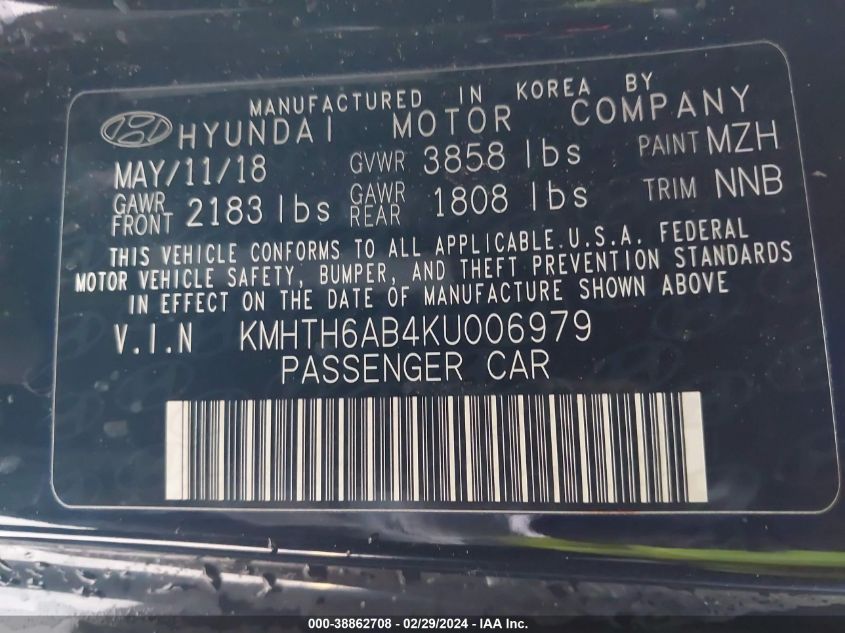 MANUFACTURED IN KOREA BY
HYUNDAI MOTOR COMPANY
MAY/11/18 GVWR 3858 lbs PAINT MZH
GAWR FRONT 2183 lbs GAWR REAR 1808 lbs TRIM NNB
THIS VEHICLE CONFORMS TO ALL APPLICABLE.U.S.A. FEDERAL
MOTOR VEHICLE SAFETY, BUMPER, AND THEFT PREVENTION STANDARDS
IN EFFECT ON THE DATE OF MANUFACTURE SHOWN ABOVE
V.I.N KMHTH6AB4KU006979
PASSENGER CAR
000-38862708 - 02/29/2024 - IAA Inc.